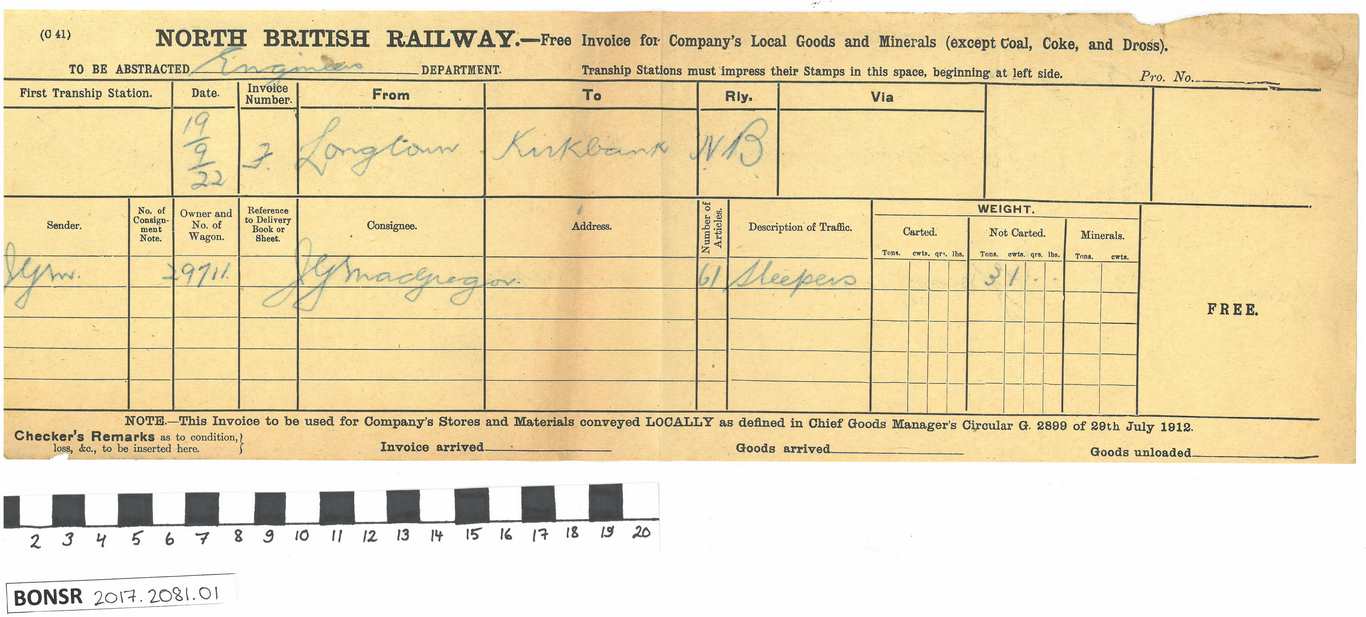 (C 41)
NORTH BRITISH RAILWAY.—Free Invoice for Company's Local Goods and Minerals (except Coal, Coke, and Dross).
TO BE ABSTRACTED Engineers DEPARTMENT. Tranship Stations must impress their Stamps in this space, beginning at left side. Pro. No.
First Tranship Station. Date. Invoice Number. From To Rly. Via
19/9/22 Longtown Kirkbank NB
Sender. No. of Consignment Note. Owner and No. of Wagon. Reference to Delivery Book or Sheet. Consignee. Address. Number of Articles. Description of Traffic. WEIGHT.
Carted. Not Carted. Minerals.
Tons. cwts. qrs. lbs. Tons. cwts. qrs. lbs. Tons. cwts.
JGM. 29711. JG MacGregor. 61 Sleepers 3 1 - -
FREE.
NOTE.—This Invoice to be used for Company's Stores and Materials conveyed LOCALLY as defined in Chief Goods Manager's Circular G. 2899 of 29th July 1912.
Checker's Remarks as to condition, loss, &c., to be inserted here.
Invoice arrived Goods arrived Goods unloaded
2 3 4 5 6 7 8 9 10 11 12 13 14 15 16 17 18 19 20
BONSR 2017.2081.01